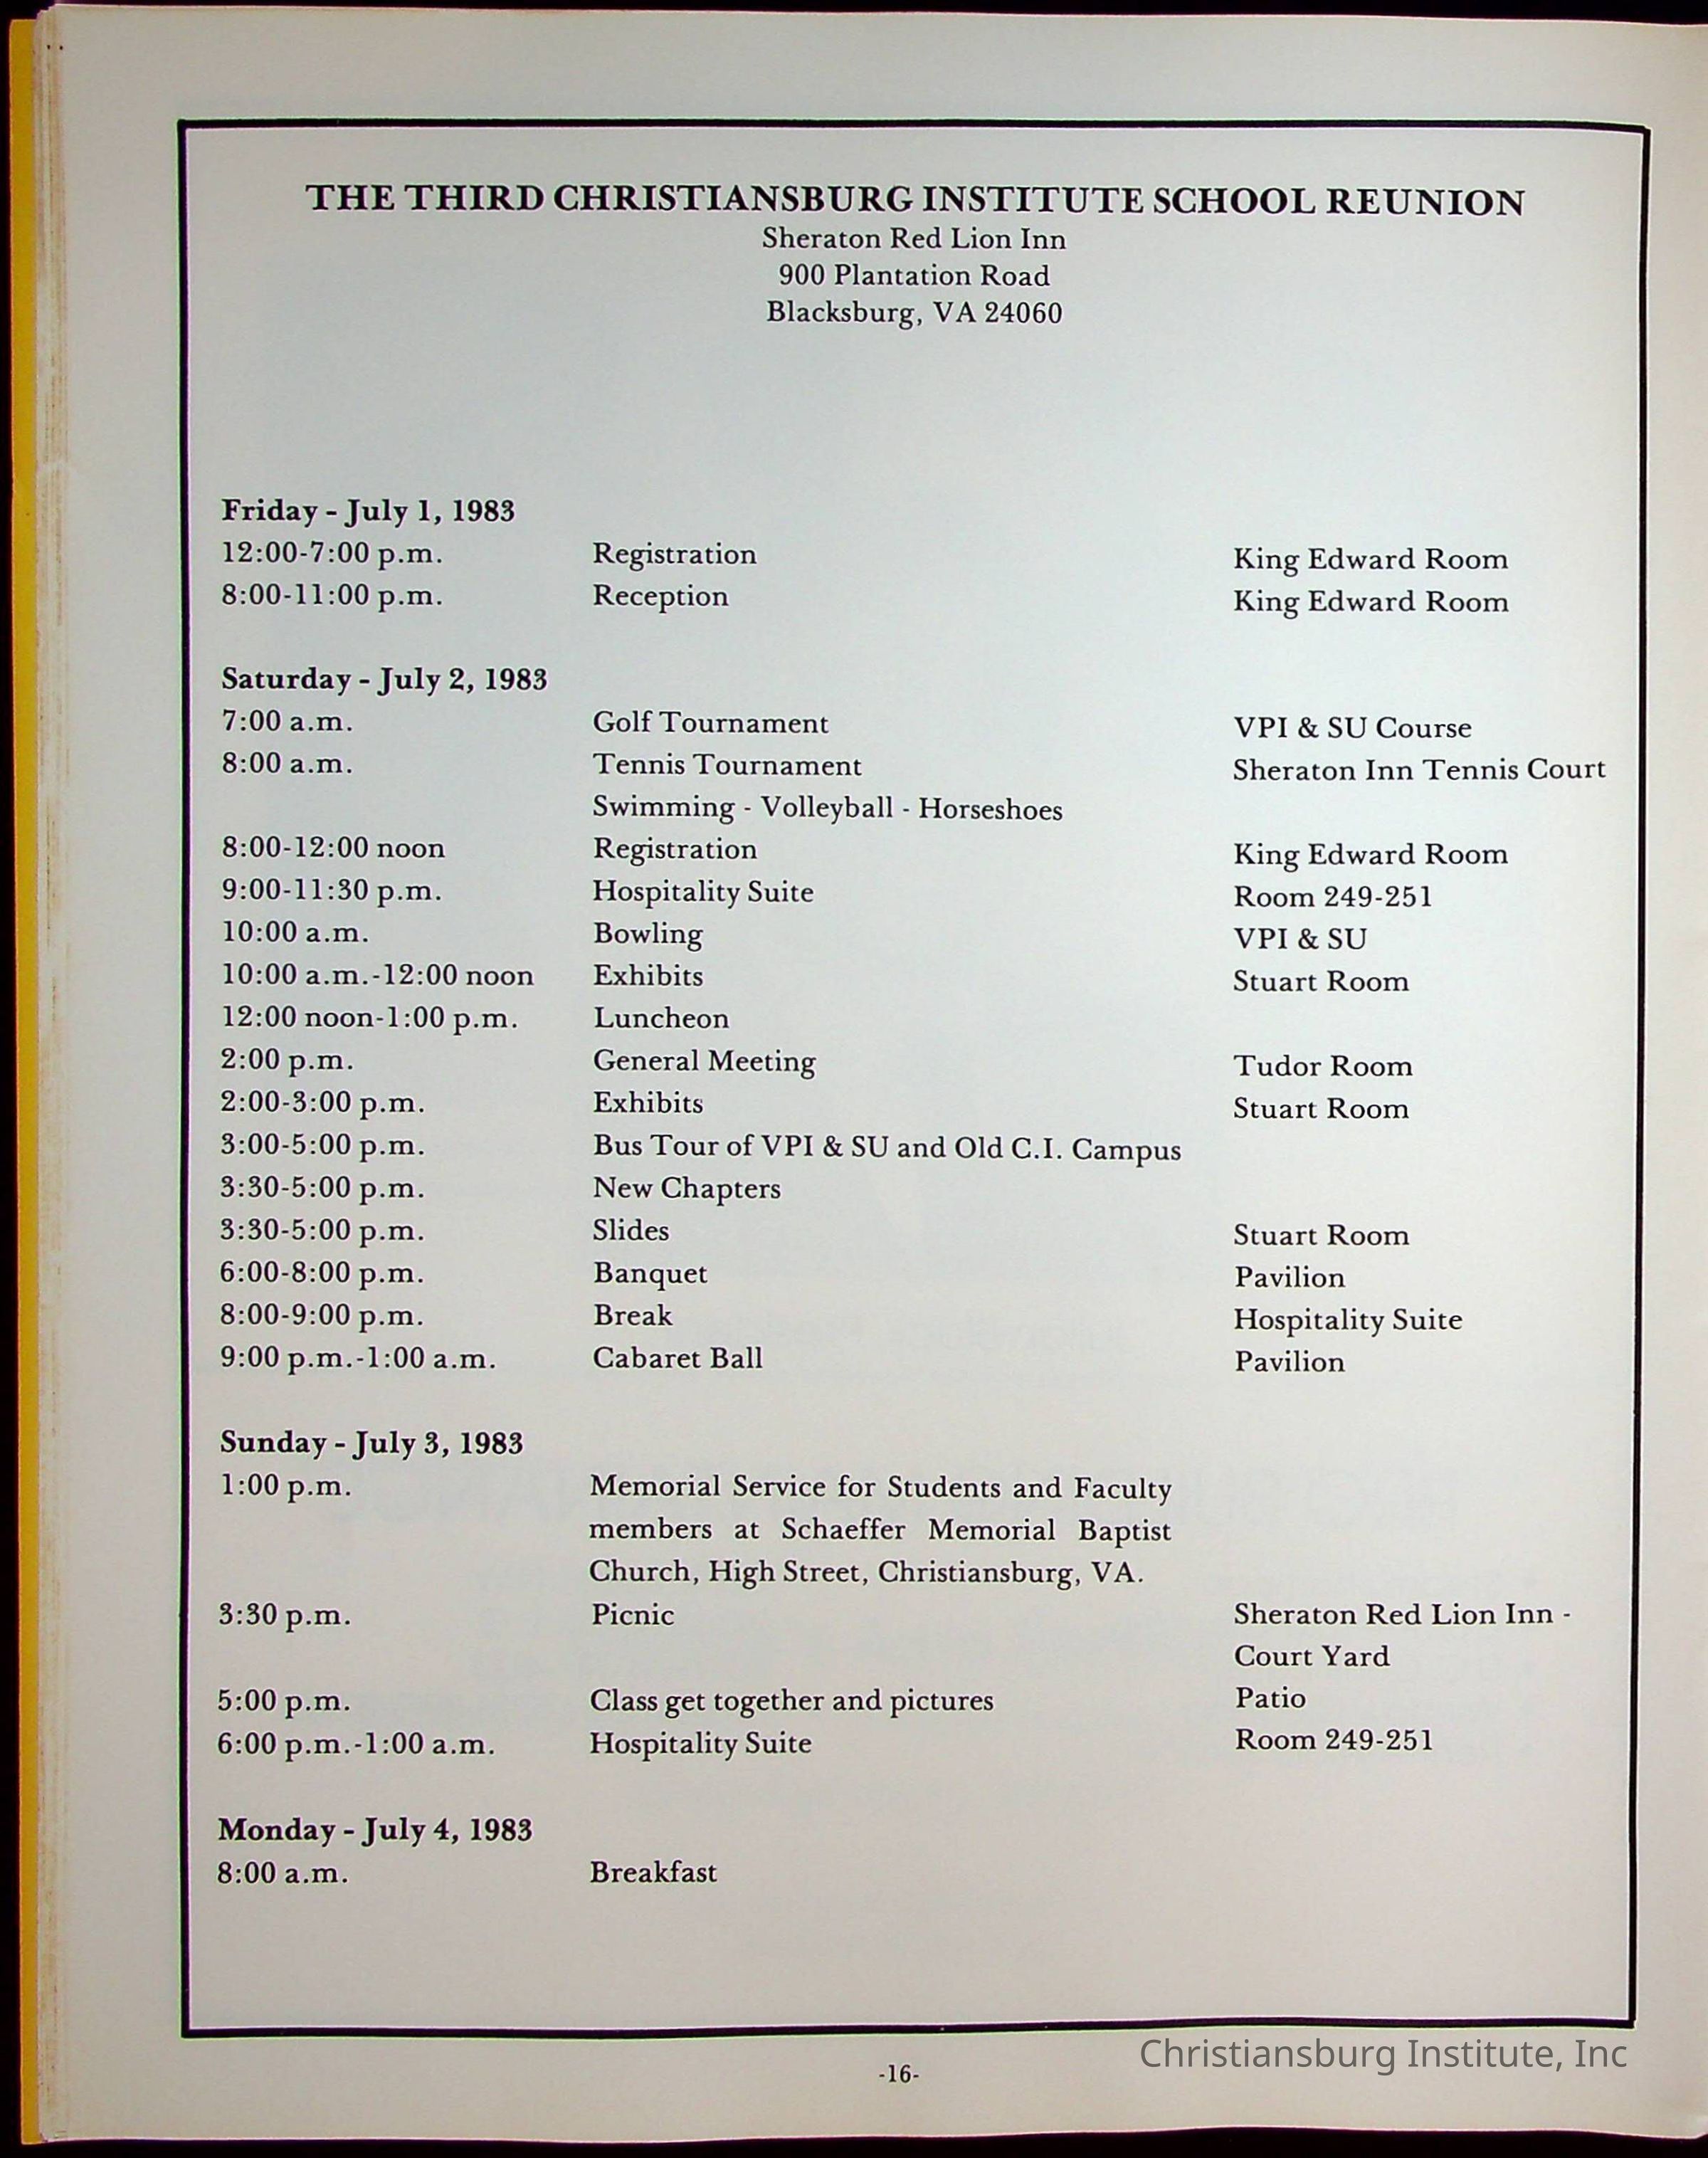 THE THIRD CHRISTIANSBURG INSTITUTE SCHOOL REUNION
Sheraton Red Lion Inn
900 Plantation Road
Blacksburg, VA 24060
Friday - July 1, 1983
12:00-7:00 p.m. Registration King Edward Room
8:00-11:00 p.m. Reception King Edward Room
Saturday - July 2, 1983
7:00 a.m. Golf Tournament VPI & SU Course
8:00 a.m. Tennis Tournament Sheraton Inn Tennis Court
Swimming - Volleyball - Horseshoes
8:00-12:00 noon Registration King Edward Room
9:00-11:30 p.m. Hospitality Suite Room 249-251
10:00 a.m. Bowling VPI & SU
10:00 a.m.-12:00 noon Exhibits Stuart Room
12:00 noon-1:00 p.m. Luncheon
2:00 p.m. General Meeting Tudor Room
2:00-3:00 p.m. Exhibits Stuart Room
3:00-5:00 p.m. Bus Tour of VPI & SU and Old C.I. Campus
3:30-5:00 p.m. New Chapters
3:30-5:00 p.m. Slides Stuart Room
6:00-8:00 p.m. Banquet Pavilion
8:00-9:00 p.m. Break Hospitality Suite
9:00 p.m.-1:00 a.m. Cabaret Ball Pavilion
Sunday - July 3, 1983
1:00 p.m. Memorial Service for Students and Faculty
members at Schaeffer Memorial Baptist
Church, High Street, Christiansburg, VA.
3:30 p.m. Picnic Sheraton Red Lion Inn -
Court Yard
5:00 p.m. Class get together and pictures Patio
6:00 p.m.-1:00 a.m. Hospitality Suite Room 249-251
Monday - July 4, 1983
8:00 a.m. Breakfast
Christiansburg Institute, Inc
-16-